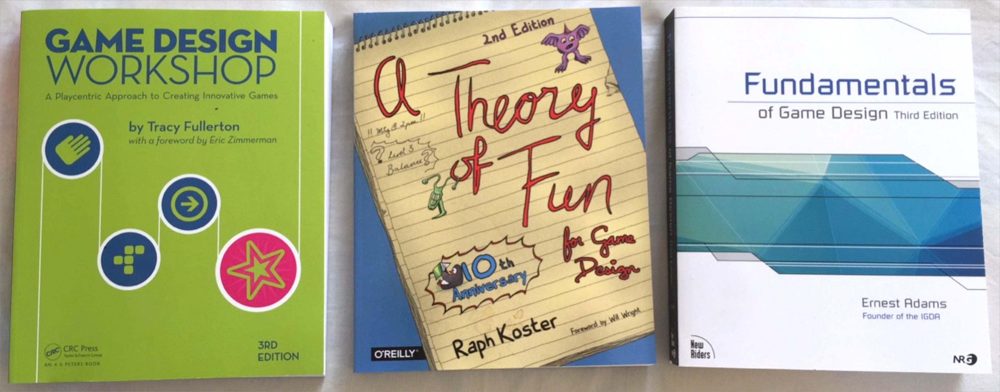 GAME DESIGN
WORKSHOP
A Playcentric Approach to Creating Innovative Games
by Tracy Fullerton
with a foreword by Eric Zimmerman
CRC
CRC Press
Taylor & Francis Group
AN A K PETERS BOOK
3RD
EDITION
2nd Edition
A Theory
of Fun
for Game
Design
!! Mtg @ 2pm !!
? Level 3
Balance?
10th
Anniversary
Raph Koster
Foreword by Will Wright
O'REILLY®
Fundamentals
of Game Design Third Edition
Ernest Adams
Founder of the IGDA
New
Riders
NRG